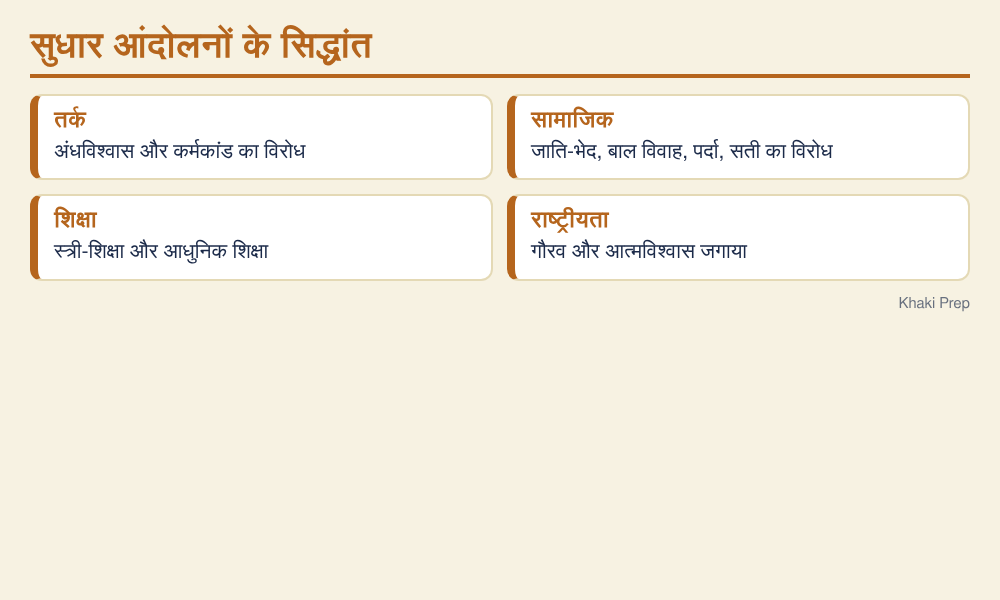 सुधार आंदोलनों के सिद्धांत
तर्क
अंधविश्वास और कर्मकांड का विरोध
सामाजिक
जाति-भेद, बाल विवाह, पर्दा, सती का विरोध
शिक्षा
स्त्री-शिक्षा और आधुनिक शिक्षा
राष्ट्रीयता
गौरव और आत्मविश्वास जगाया
Khaki Prep